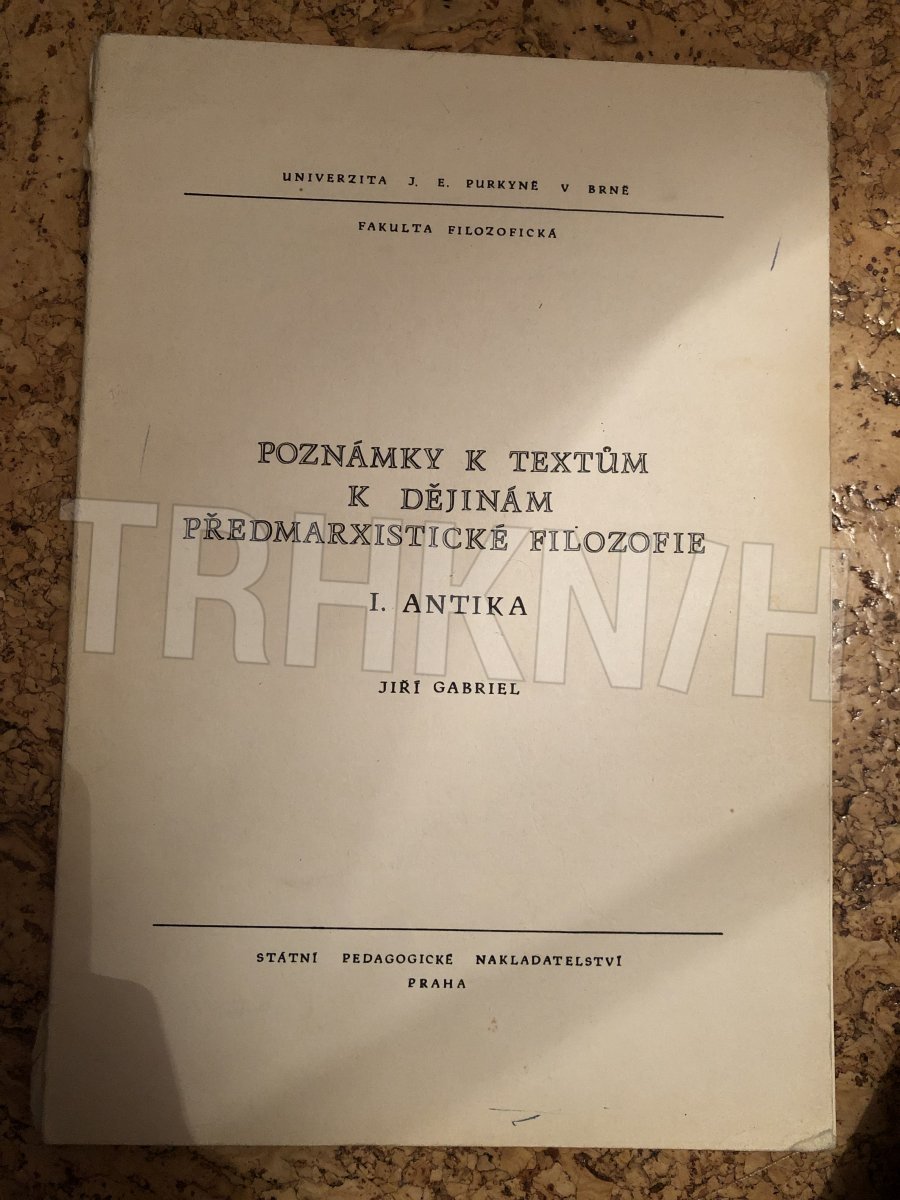 UNIVERZITA J. E. PURKYNĚ V BRNĚ
FAKULTA FILOZOFICKÁ
POZNÁMKY K TEXTŮM
K DĚJINÁM
PŘEDMARXISTICKÉ FILOZOFIE
TRHKNIH
I. ANTIKA
JIŘÍ GABRIEL
STÁTNÍ PEDAGOGICKÉ NAKLADATELSTVÍ
PRAHA